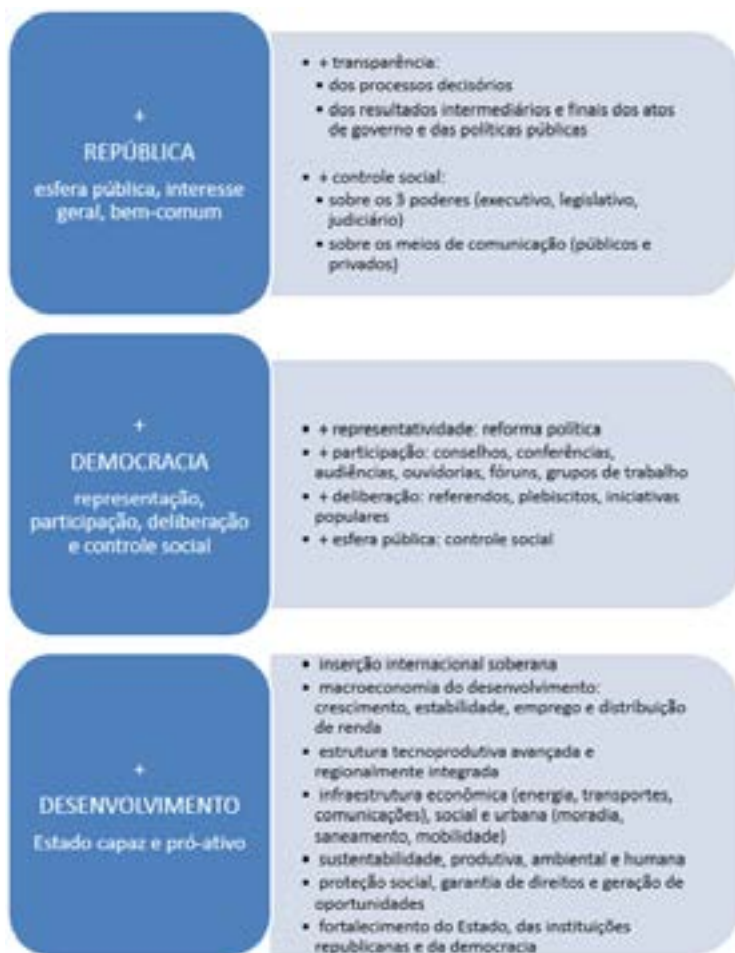 +
REPÚBLICA
esfera pública, interesse
geral, bem-comum
• + transparência:
• dos processos decisórios
• dos resultados intermediários e finais dos atos
de governo e das políticas públicas
• + controle social:
• sobre os 3 poderes (executivo, legislativo,
judiciário)
• sobre os meios de comunicação (públicos e
privados)
+
DEMOCRACIA
representação,
participação, deliberação
e controle social
• + representatividade: reforma política
• + participação: conselhos, conferências,
audiências, ouvidorias, fóruns, grupos de trabalho
• + deliberação: referendos, plebiscitos, iniciativas
populares
• + esfera pública: controle social
+
DESENVOLVIMENTO
Estado capaz e pró-ativo
• inserção internacional soberana
• macroeconomia do desenvolvimento:
crescimento, estabilidade, emprego e distribuição
de renda
• estrutura tecnoprodutiva avançada e
regionalmente integrada
• infraestrutura econômica (energia, transportes,
comunicações), social e urbana (moradia,
saneamento, mobilidade)
• sustentabilidade, produtiva, ambiental e humana
• proteção social, garantia de direitos e geração de
oportunidades
• fortalecimento do Estado, das instituições
republicanas e da democracia